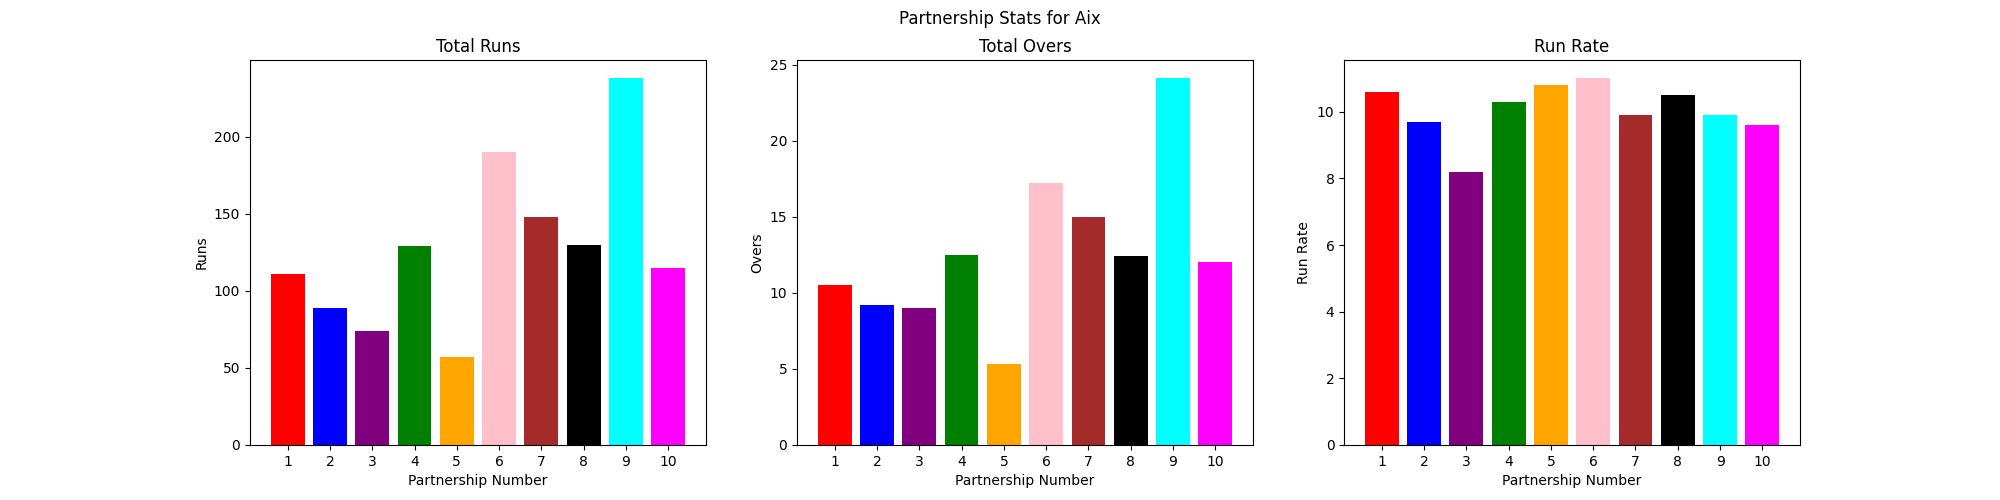 Partnership Stats for Aix
Total Runs
Runs
200
150
100
50
0
1 2 3 4 5 6 7 8 9 10
Partnership Number
Total Overs
Overs
25
20
15
10
5
0
1 2 3 4 5 6 7 8 9 10
Partnership Number
Run Rate
Run Rate
10
8
6
4
2
0
1 2 3 4 5 6 7 8 9 10
Partnership Number